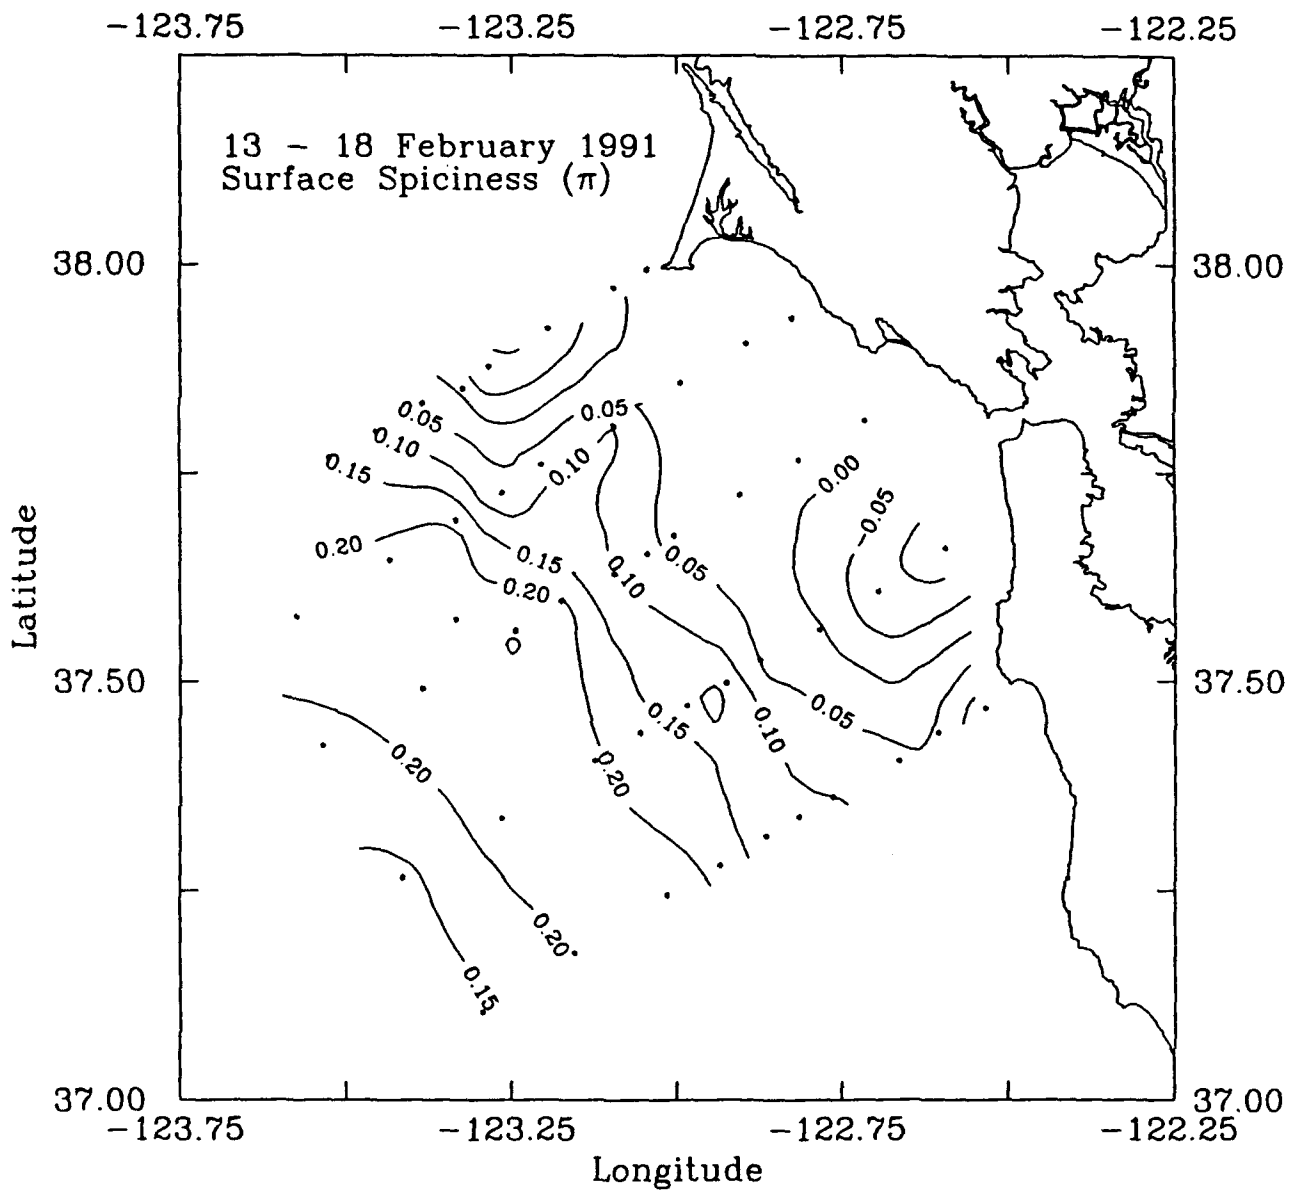 −123.75 −123.25 −122.75 −122.25
13 − 18 February 1991
Surface Spiciness (π)
38.00 38.00
0.05 0.05
0.10 0.10
0.15 0.00
−0.05
0.20 0.15 0.05
0.20 0.10
Latitude
37.50 37.50
0.15 0.05
0.10
0.20 0.20
0.20
0.15
37.00 37.00
−123.75 −123.25 −122.75 −122.25
Longitude